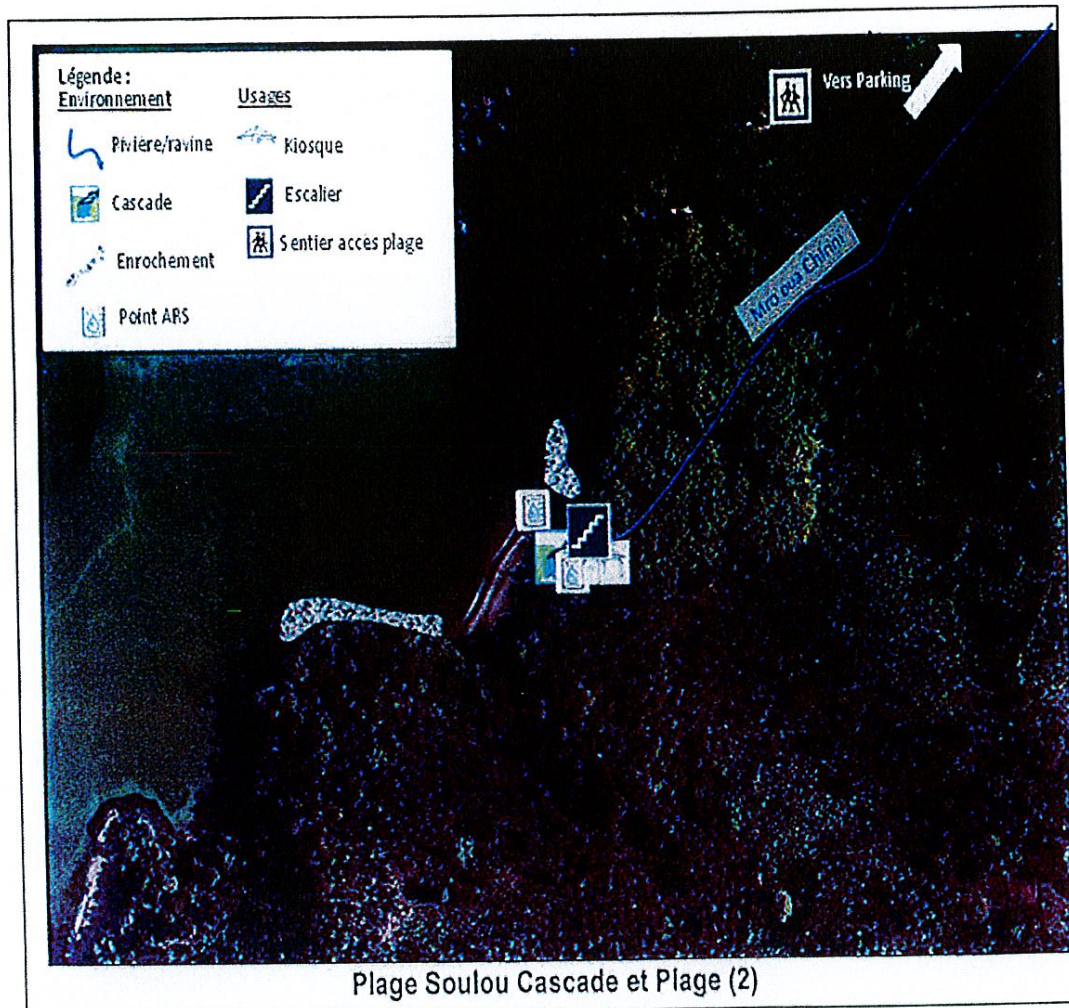 Légende :
Environnement
Usages
Rivière/ravine
Kiosque
Cascade
Escalier
Enrochement
Sentier accès plage
Point ARS
Vers Parking
Mro oua Chirini
Plage Soulou Cascade et Plage (2)